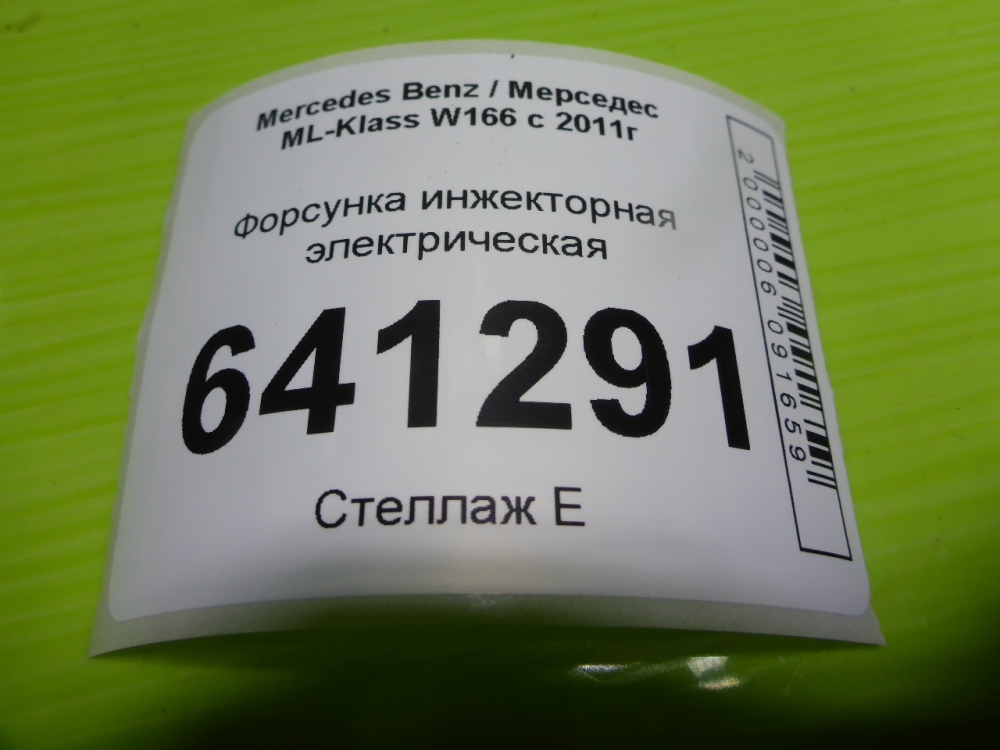 Mercedes Benz / Мерседес
ML-Klass W166 с 2011г
Форсунка инжекторная
электрическая
641291
Стеллаж Е
2000006091659